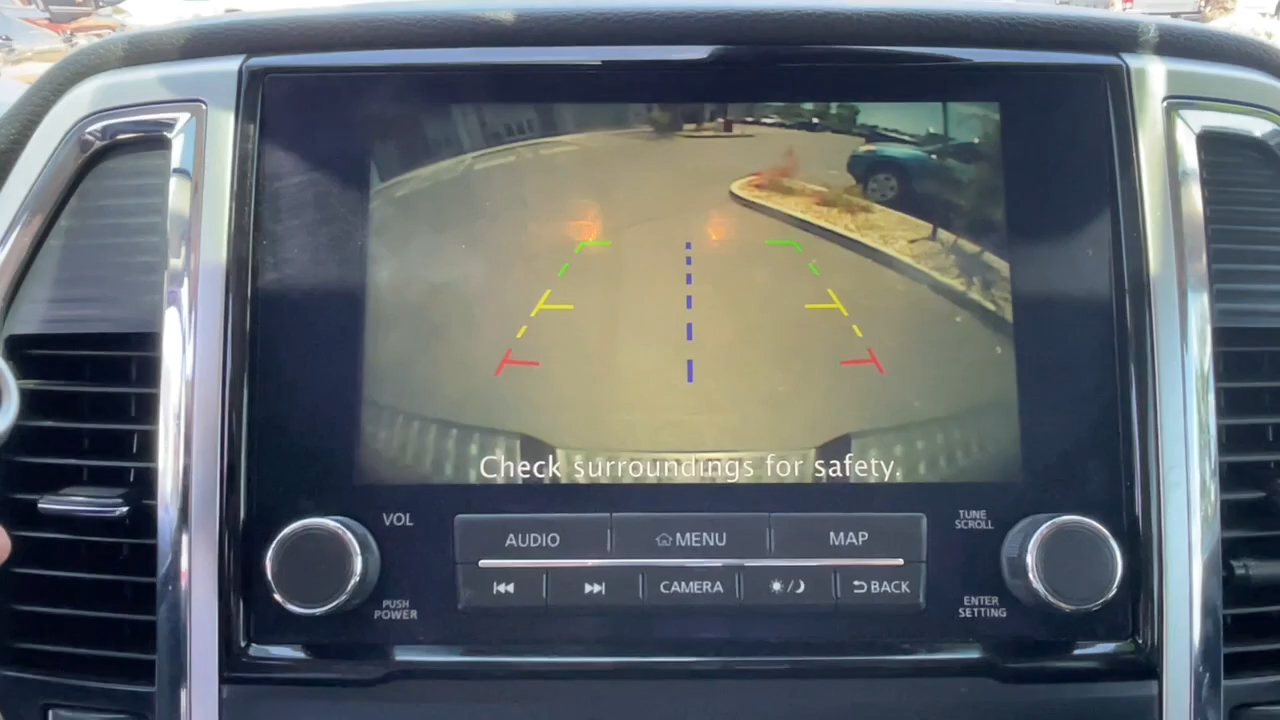 Check surroundings for safety.
VOL
AUDIO
MENU
MAP
TUNE
SCROLL
CAMERA
BACK
PUSH
POWER
ENTER
SETTING